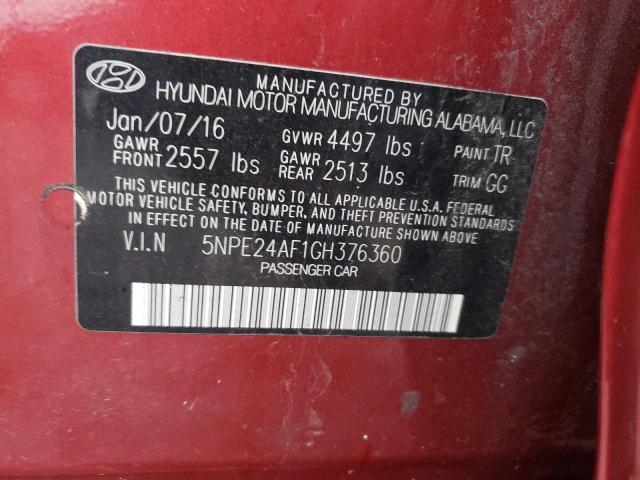 MANUFACTURED BY
HYUNDAI MOTOR MANUFACTURING ALABAMA, LLC
Jan/07/16 GVWR 4497 lbs PAINT TR
GAWR FRONT 2557 lbs GAWR REAR 2513 lbs TRIM GG
THIS VEHICLE CONFORMS TO ALL APPLICABLE U.S.A. FEDERAL
MOTOR VEHICLE SAFETY, BUMPER, AND THEFT PREVENTION STANDARDS
IN EFFECT ON THE DATE OF MANUFACTURE SHOWN ABOVE
V.I.N 5NPE24AF1GH376360
PASSENGER CAR